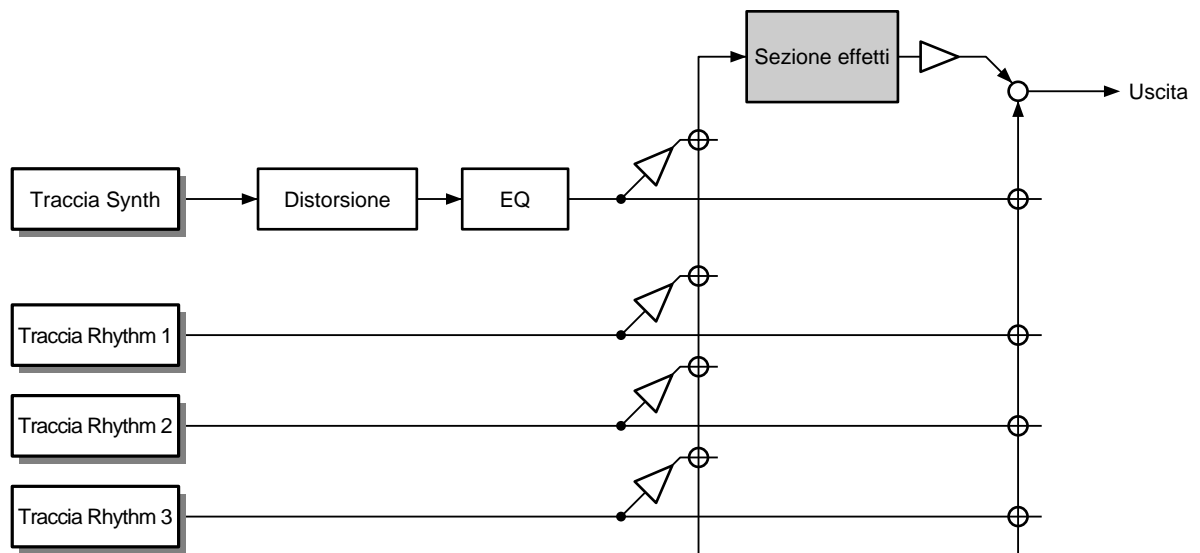 Sezione effetti
Uscita
Traccia Synth
Distorsione
EQ
Traccia Rhythm 1
Traccia Rhythm 2
Traccia Rhythm 3